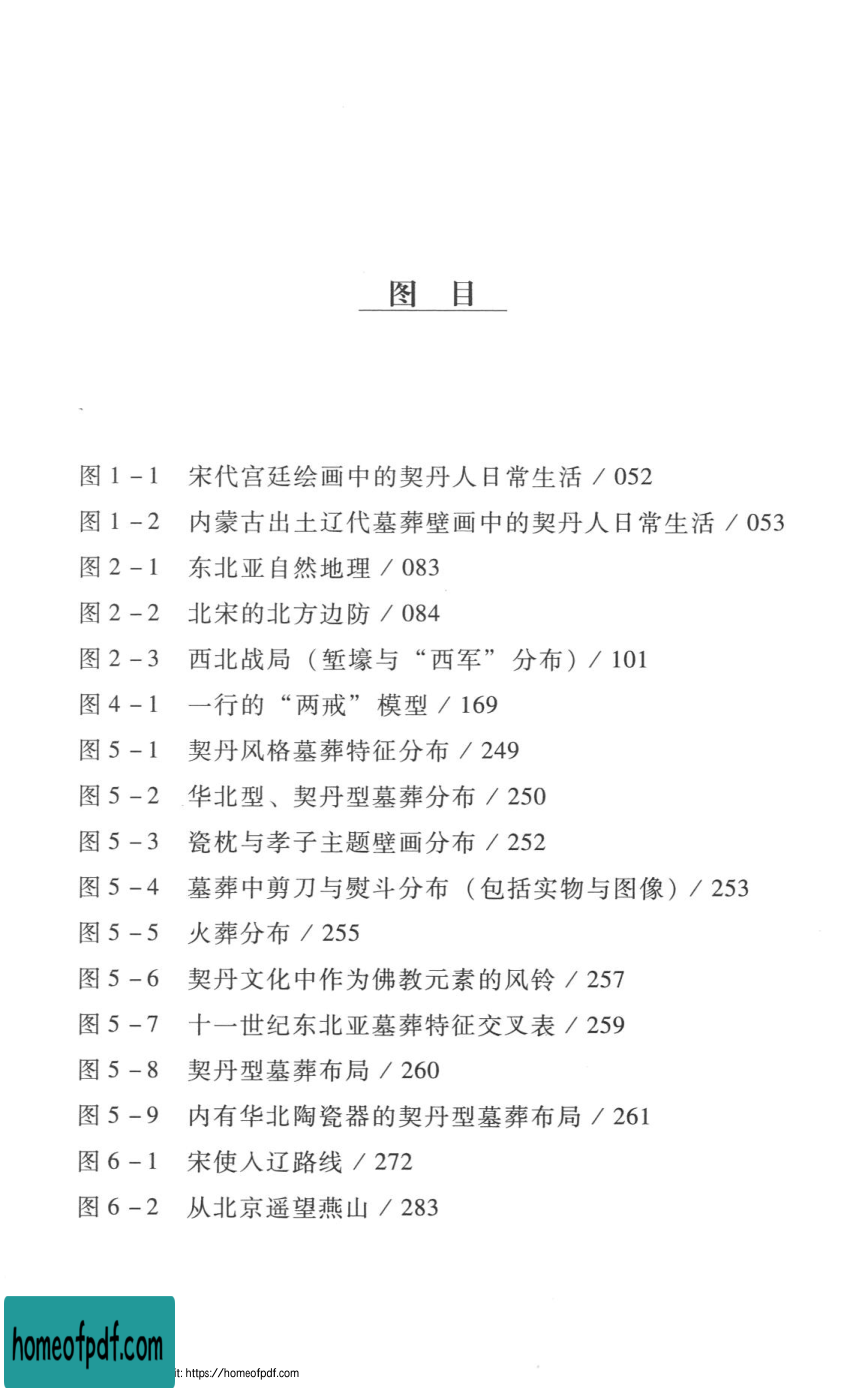 图 目
图 1－1 宋代宫廷绘画中的契丹人日常生活 / 052
图 1－2 内蒙古出土辽代墓葬壁画中的契丹人日常生活 / 053
图 2－1 东北亚自然地理 / 083
图 2－2 北宋的北方边防 / 084
图 2－3 西北战局（堑壕与“西军”分布）/ 101
图 4－1 一行的“两戒”模型 / 169
图 5－1 契丹风格墓葬特征分布 / 249
图 5－2 华北型、契丹型墓葬分布 / 250
图 5－3 瓷枕与孝子主题壁画分布 / 252
图 5－4 墓葬中剪刀与熨斗分布（包括实物与图像）/ 253
图 5－5 火葬分布 / 255
图 5－6 契丹文化中作为佛教元素的风铃 / 257
图 5－7 十一世纪东北亚墓葬特征交叉表 / 259
图 5－8 契丹型墓葬布局 / 260
图 5－9 内有华北陶瓷器的契丹型墓葬布局 / 261
图 6－1 宋使入辽路线 / 272
图 6－2 从北京遥望燕山 / 283
homeofpdf.com
it: https://homeofpdf.com